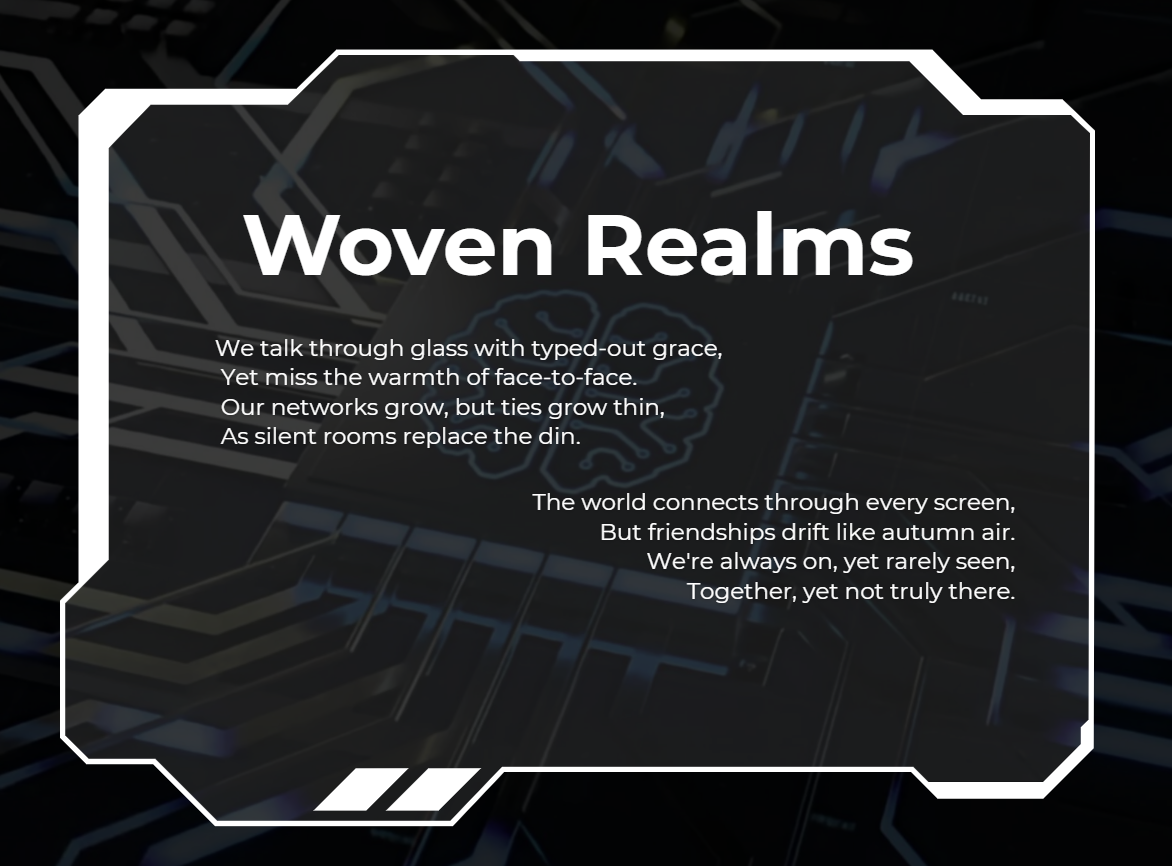 Woven Realms
We talk through glass with typed-out grace,
Yet miss the warmth of face-to-face.
Our networks grow, but ties grow thin,
As silent rooms replace the din.
The world connects through every screen,
But friendships drift like autumn air.
We're always on, yet rarely seen,
Together, yet not truly there.